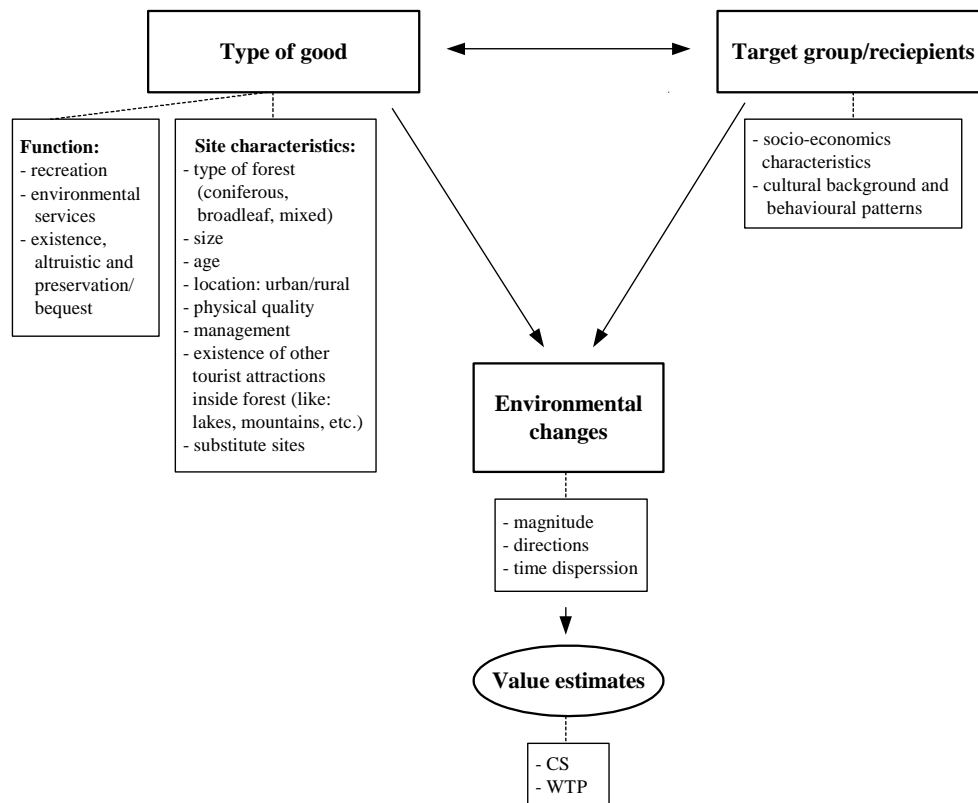 Type of good
Target group/reciepients
Function:
- recreation
- environmental
services
- existence,
altruistic and
preservation/
bequest
Site characteristics:
- type of forest
(coniferous,
broadleaf, mixed)
- size
- age
- location: urban/rural
- physical quality
- management
- existence of other
tourist attractions
inside forest (like:
lakes, mountains, etc.)
- substitute sites
- socio-economics
characteristics
- cultural background and
behavioural patterns
Environmental
changes
- magnitude
- directions
- time disperssion
Value estimates
- CS
- WTP